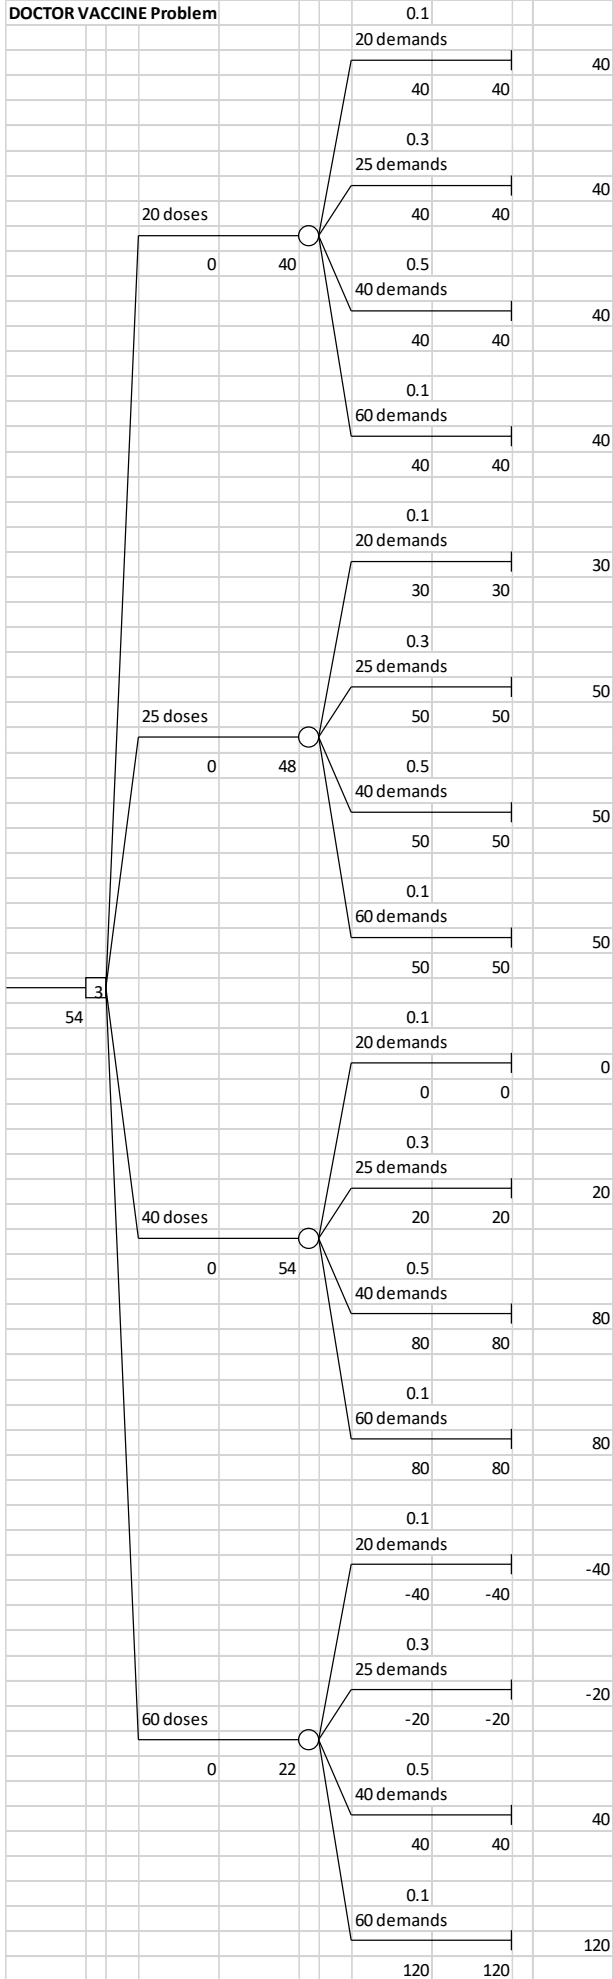 DOCTOR VACCINE Problem
0.1
20 demands
40
40 40
0.3
25 demands
40
40 40
20 doses
0 40
0.5
40 demands
40
40 40
0.1
60 demands
40
40 40
0.1
20 demands
30
30 30
0.3
25 demands
50
50 50
25 doses
0 48
0.5
40 demands
50
50 50
0.1
60 demands
50
50 50
3
54
0.1
20 demands
0
0 0
0.3
25 demands
20
20 20
40 doses
0 54
0.5
40 demands
80
80 80
0.1
60 demands
80
80 80
0.1
20 demands
-40
-40 -40
0.3
25 demands
-20
-20 -20
60 doses
0 22
0.5
40 demands
40
40 40
0.1
60 demands
120
120 120